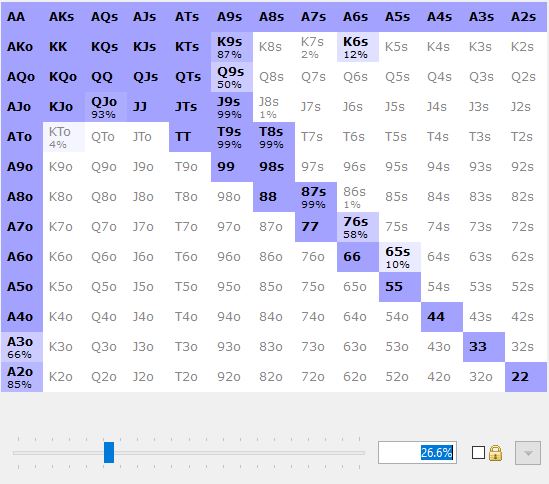 AA AKs AQs AJs ATs A9s A8s A7s A6s A5s A4s A3s A2s
AKo KK KQs KJs KTs K9s 87% K8s K7s 2% K6s 12% K5s K4s K3s K2s
AQo KQo QQ QJs QTs Q9s 50% Q8s Q7s Q6s Q5s Q4s Q3s Q2s
AJo KJo QJo 93% JJ JTs J9s 99% J8s 1% J7s J6s J5s J4s J3s J2s
ATo KTo 4% QTo JTo TT T9s 99% T8s 99% T7s T6s T5s T4s T3s T2s
A9o K9o Q9o J9o T9o 99 98s 97s 96s 95s 94s 93s 92s
A8o K8o Q8o J8o T8o 98o 88 87s 99% 86s 1% 85s 84s 83s 82s
A7o K7o Q7o J7o T7o 97o 87o 77 76s 58% 75s 74s 73s 72s
A6o K6o Q6o J6o T6o 96o 86o 76o 66 65s 10% 64s 63s 62s
A5o K5o Q5o J5o T5o 95o 85o 75o 65o 55 54s 53s 52s
A4o K4o Q4o J4o T4o 94o 84o 74o 64o 54o 44 43s 42s
A3o 66% K3o Q3o J3o T3o 93o 83o 73o 63o 53o 43o 33 32s
A2o 85% K2o Q2o J2o T2o 92o 82o 72o 62o 52o 42o 32o 22
26.6%